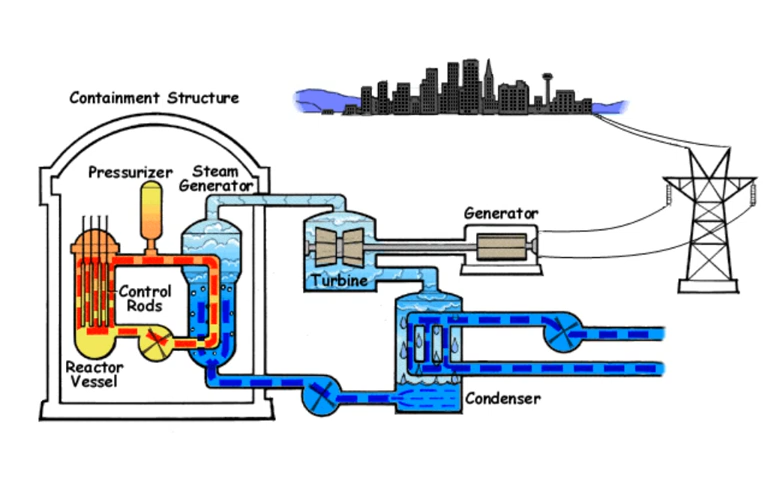 Containment Structure
Pressurizer
Steam
Generator
Generator
Turbine
Control
Rods
Reactor
Vessel
Condenser